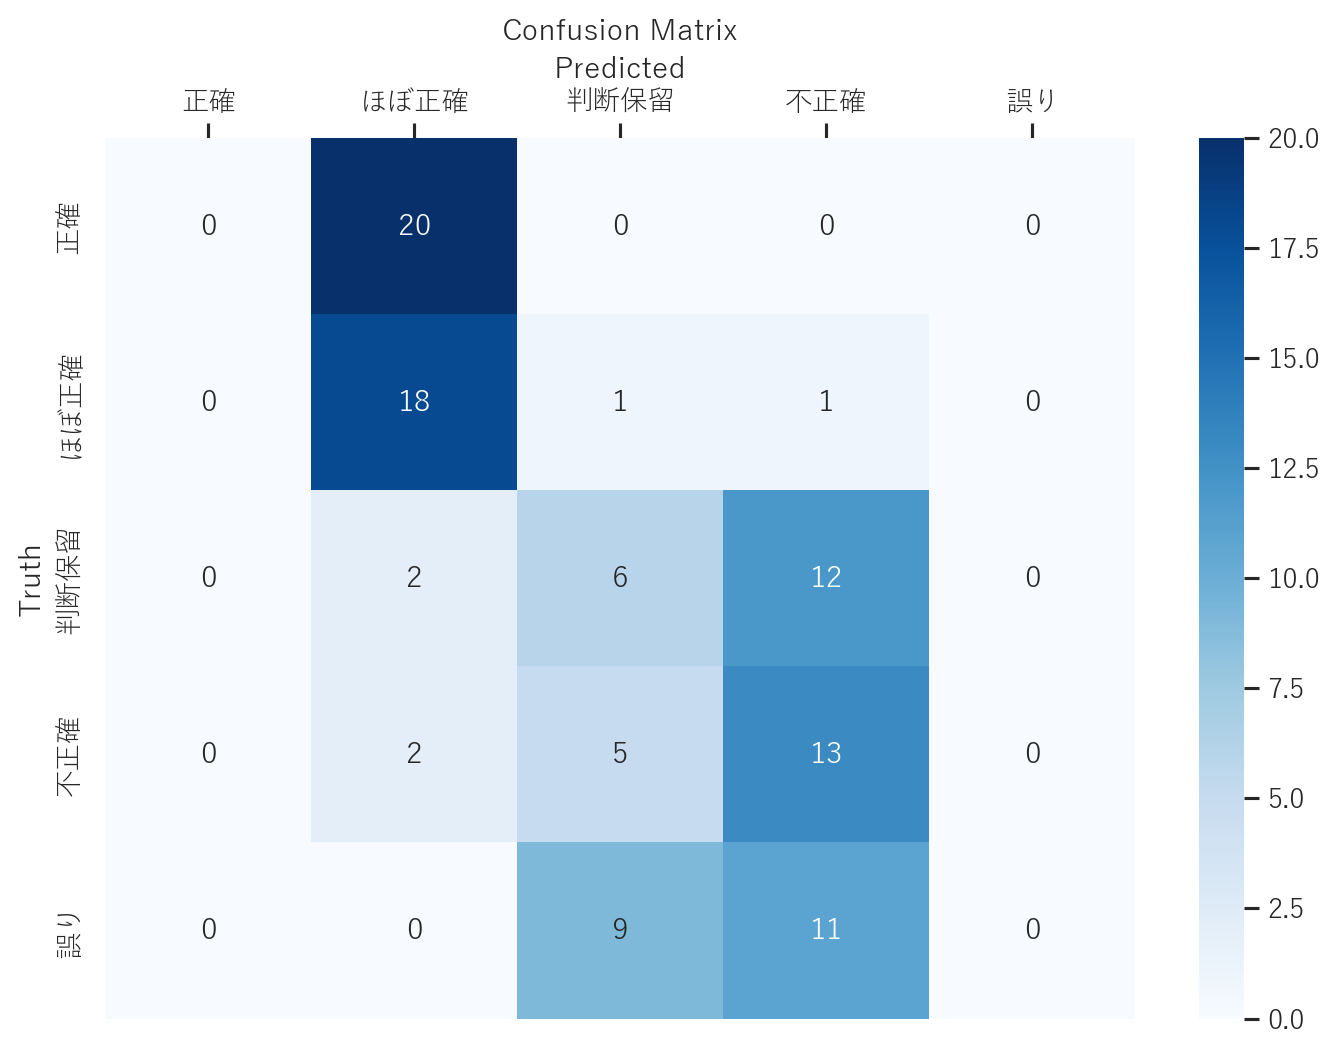 Confusion Matrix
Predicted
正確 ほぼ正確 判断保留 不正確 誤り
Truth
正確 0 20 0 0 0
ほぼ正確 0 18 1 1 0
判断保留 0 2 6 12 0
不正確 0 2 5 13 0
誤り 0 0 9 11 0
20.0
17.5
15.0
12.5
10.0
7.5
5.0
2.5
0.0